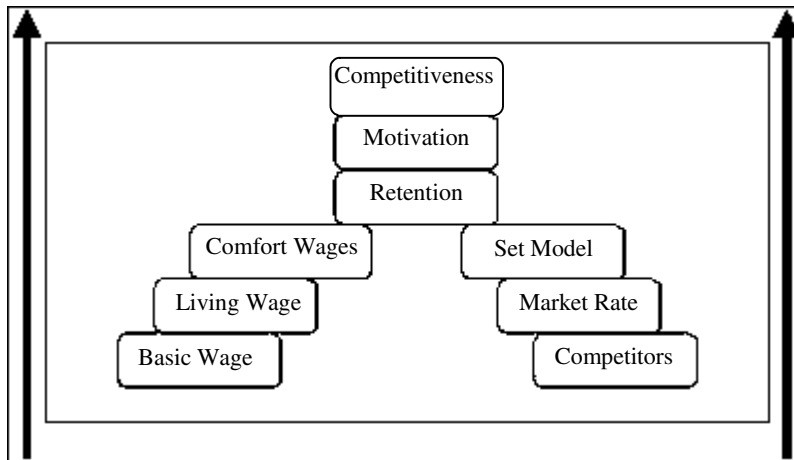 Competitiveness
Motivation
Retention
Comfort Wages
Set Model
Living Wage
Market Rate
Basic Wage
Competitors